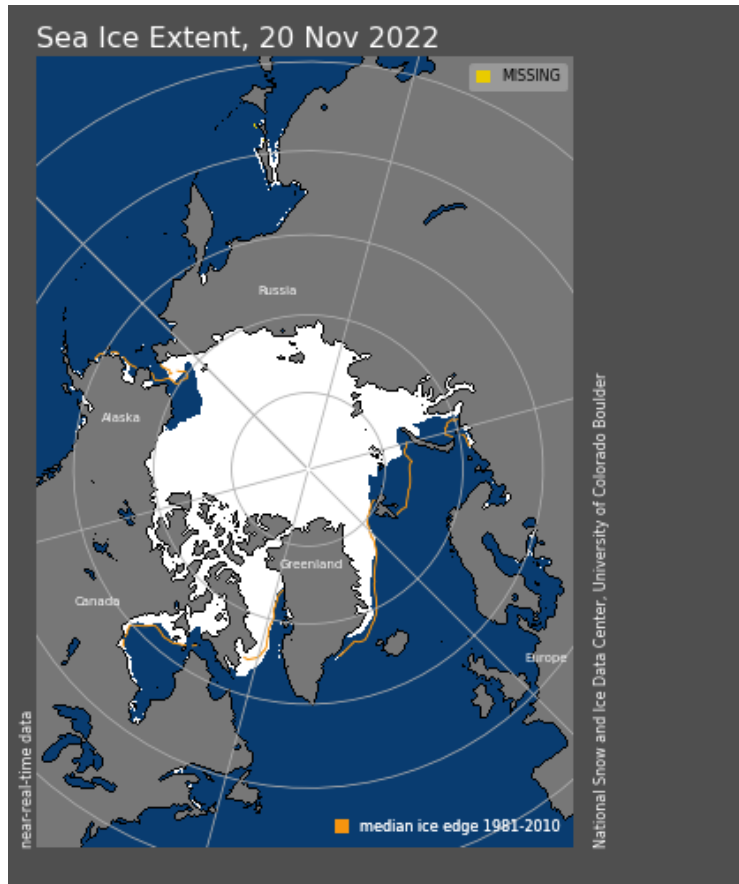 Sea Ice Extent, 20 Nov 2022
MISSING
Russia
Alaska
Greenland
Canada
Europe
near-real-time data
National Snow and Ice Data Center, University of Colorado Boulder
median ice edge 1981-2010